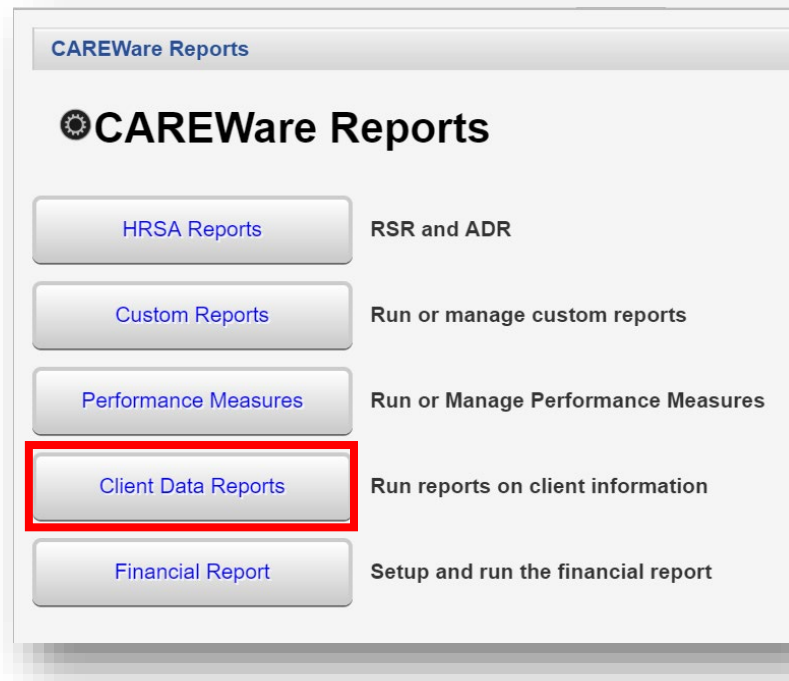 CAREWare Reports
CAREWare Reports
HRSA Reports RSR and ADR
Custom Reports Run or manage custom reports
Performance Measures Run or Manage Performance Measures
Client Data Reports Run reports on client information
Financial Report Setup and run the financial report